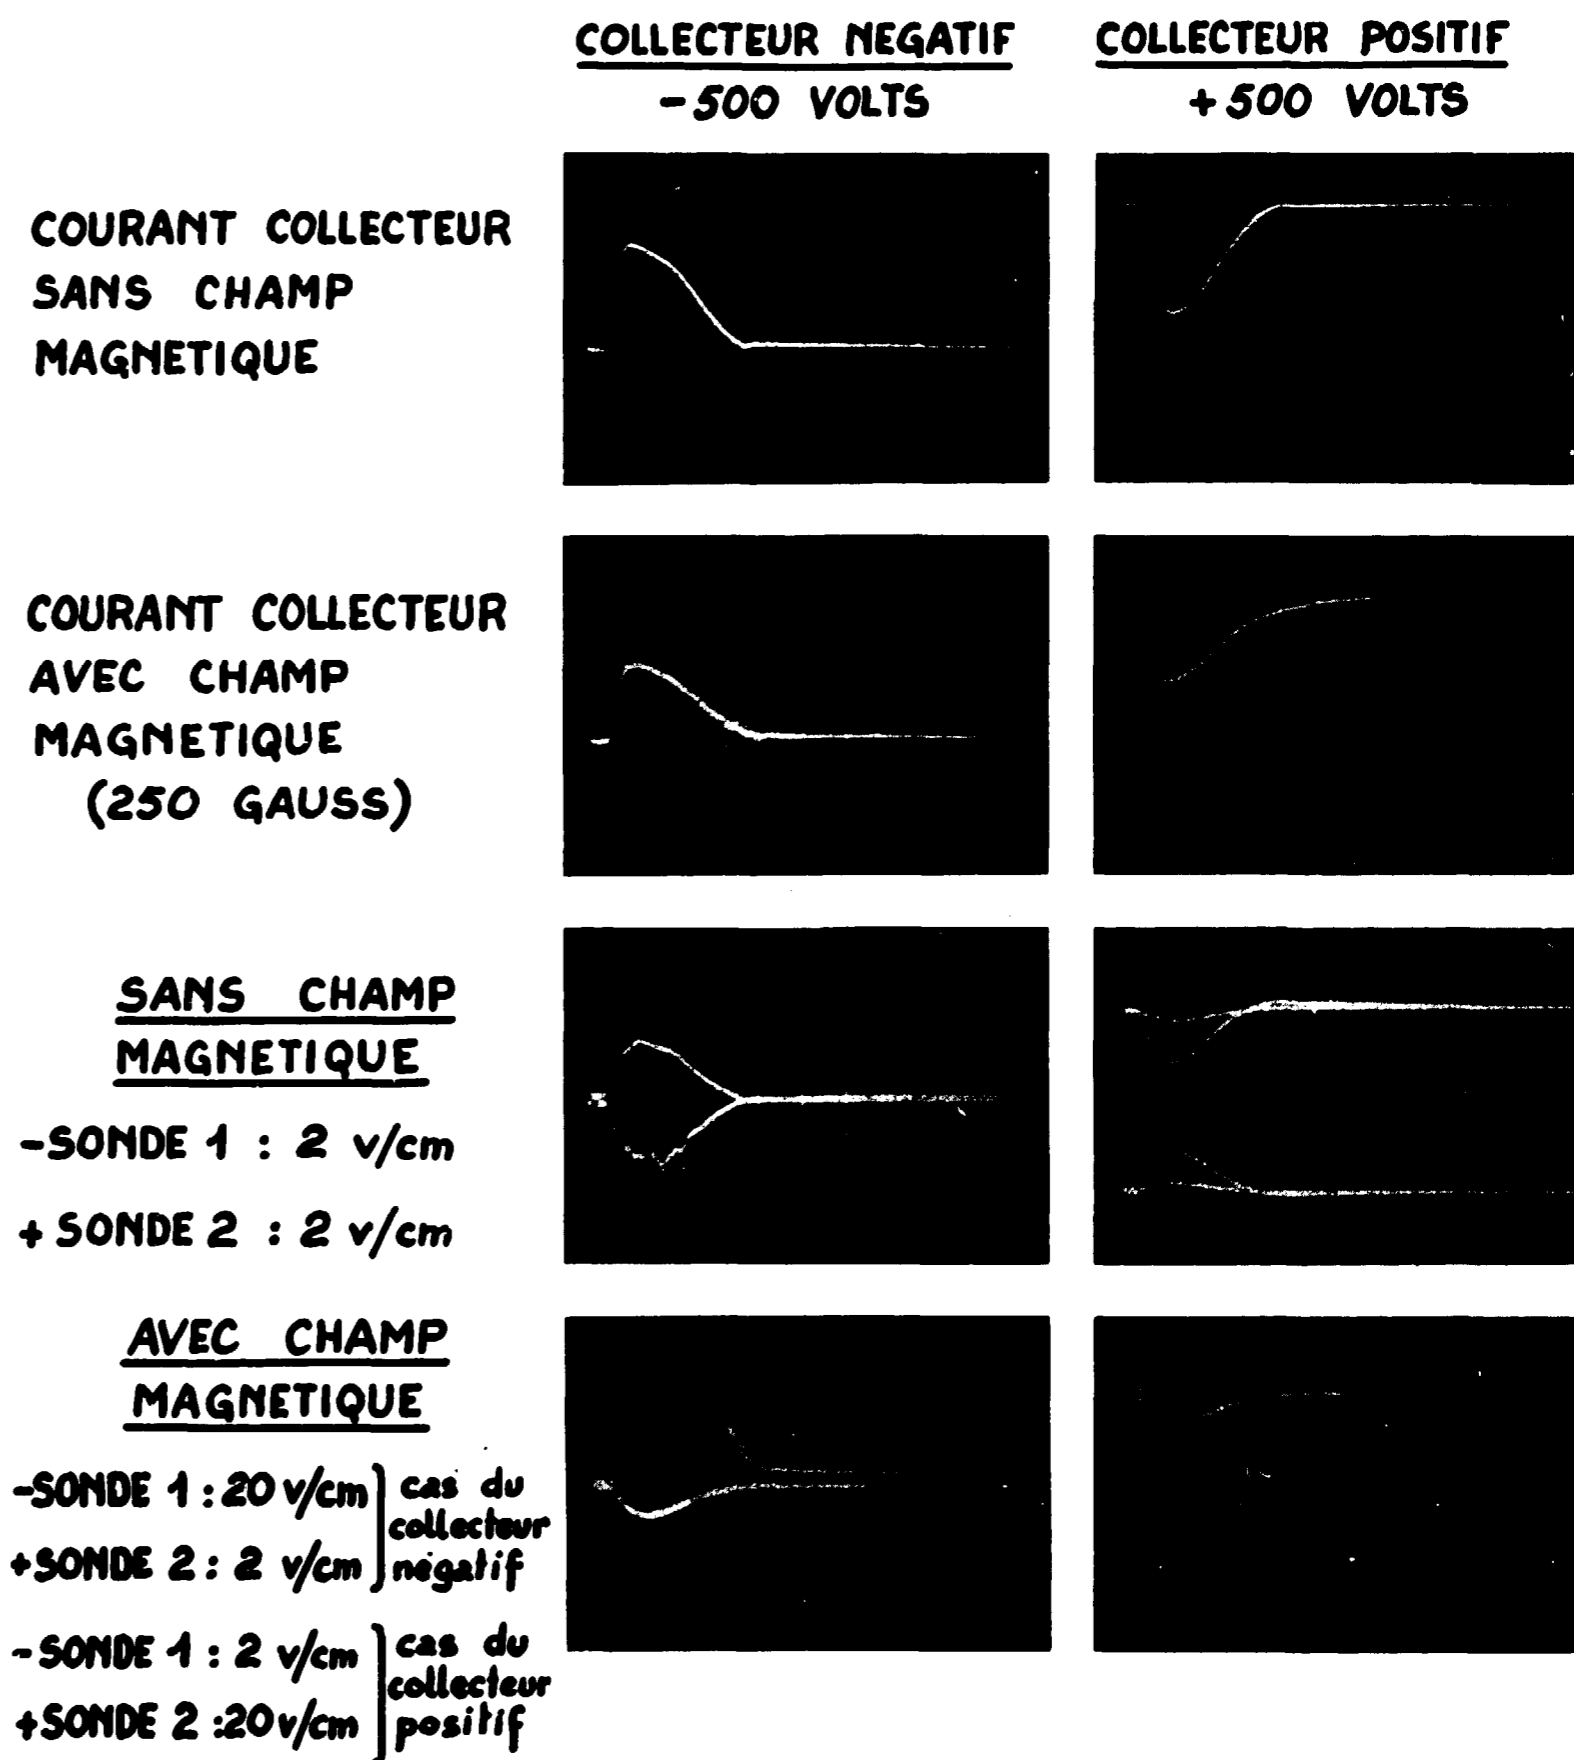 COLLECTEUR NEGATIF
-500 VOLTS
COLLECTEUR POSITIF
+500 VOLTS
COURANT COLLECTEUR
SANS CHAMP
MAGNETIQUE
COURANT COLLECTEUR
AVEC CHAMP
MAGNETIQUE
(250 GAUSS)
SANS CHAMP
MAGNETIQUE
-SONDE 1 : 2 v/cm
+ SONDE 2 : 2 v/cm
AVEC CHAMP
MAGNETIQUE
-SONDE 1 : 20 v/cm
+SONDE 2 : 2 v/cm
cas du
collecteur
négatif
-SONDE 1 : 2 v/cm
+SONDE 2 : 20 v/cm
cas du
collecteur
positif